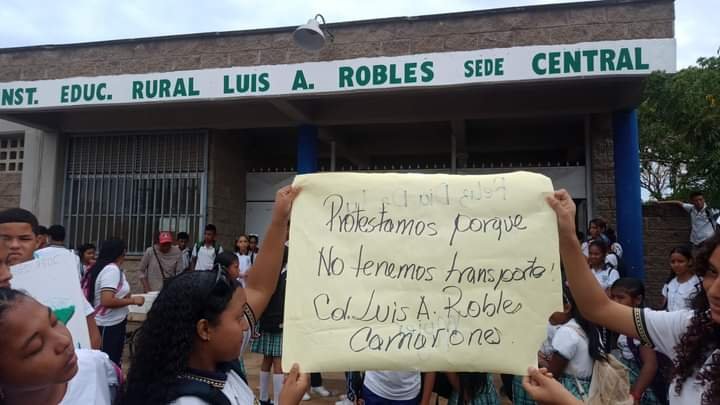 INST. EDUC. RURAL LUIS A. ROBLES SEDE CENTRAL
Protestamos porque
No tenemos transporte!
Col. Luis A. Robles
Camarones.